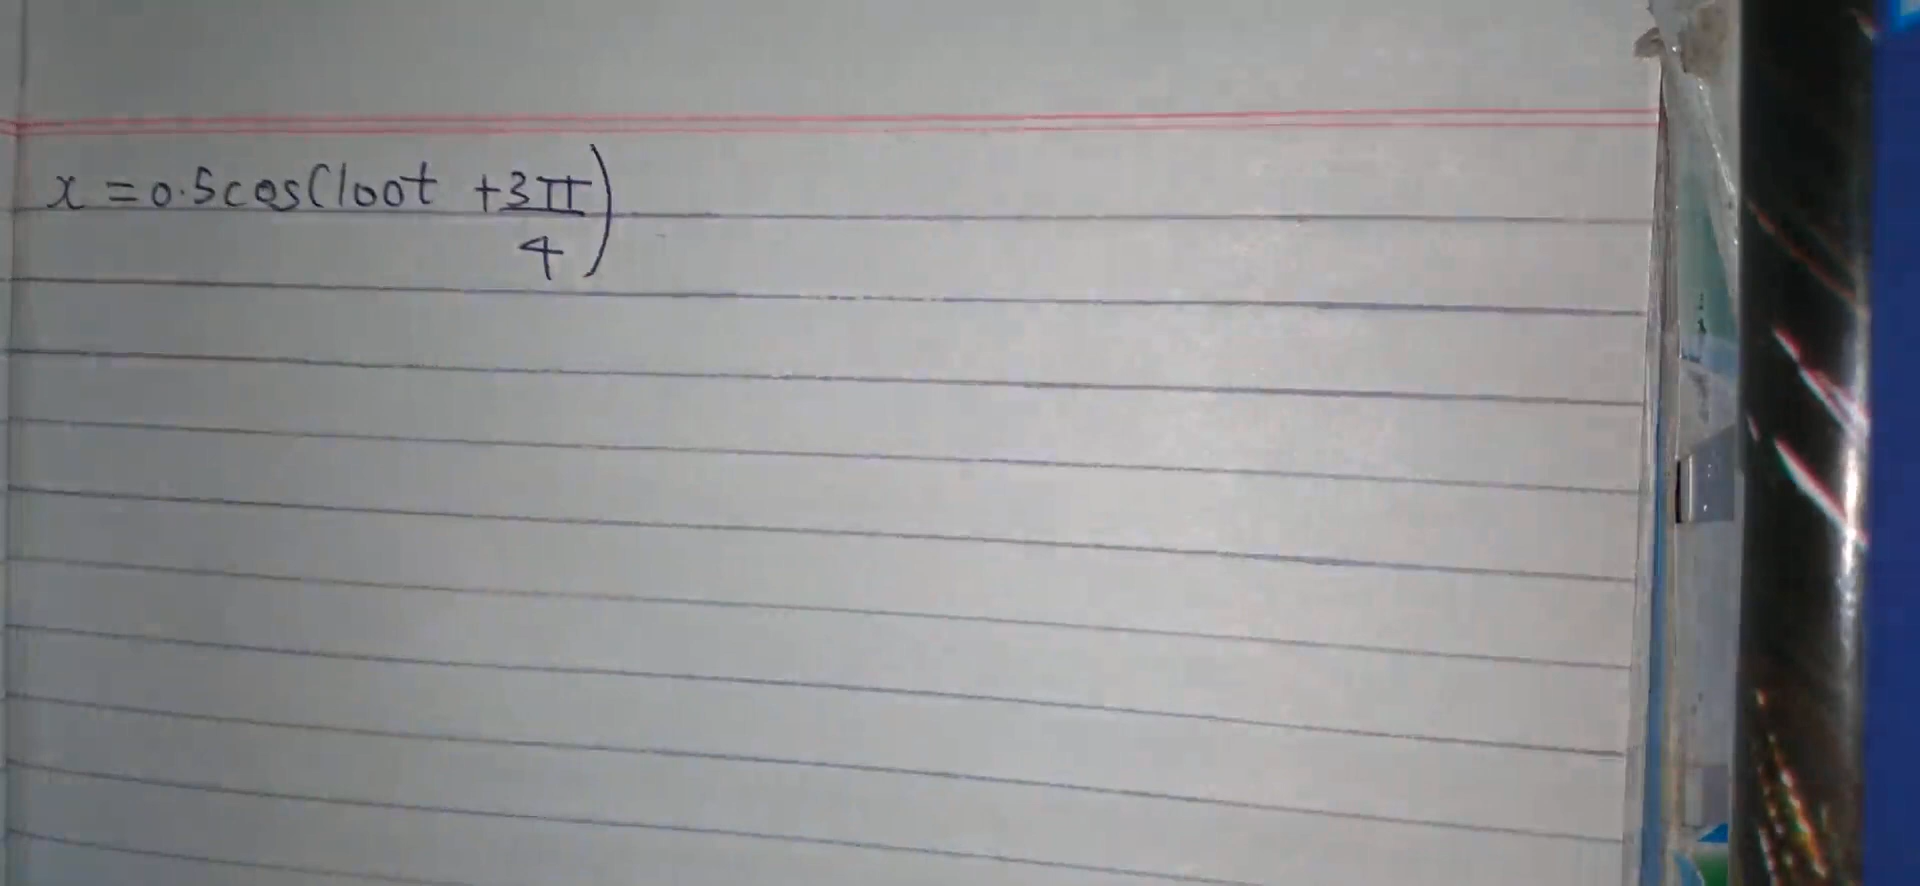 x = 0.5cos(100t + 3π/4)